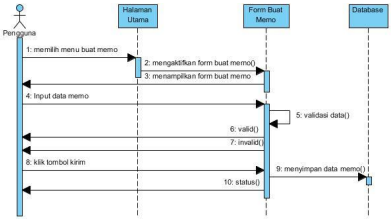 Halaman Utama
Form Buat Memo
Database
Pengguna
1: memilih menu buat memo
2: mengaktifkan form buat memo()
3: menampilkan form buat memo
4: Input data memo
5: validasi data()
6: valid()
7: invalid()
8: klik tombol kirim
9: menyimpan data memo()
10: status()